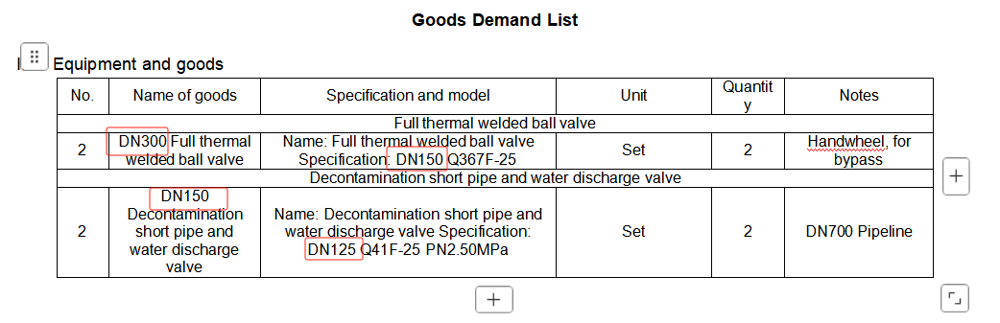 Goods Demand List
Equipment and goods
No. Name of goods Specification and model Unit Quantit Notes
y
Full thermal welded ball valve
2 DN300 Full thermal Name: Full thermal welded ball valve Set 2 Handwheel, for
welded ball valve Specification: DN150 Q367F-25 bypass
Decontamination short pipe and water discharge valve
DN150
Decontamination Name: Decontamination short pipe and
2 short pipe and water discharge valve Specification: Set 2 DN700 Pipeline
water discharge DN125 Q41F-25 PN2.50MPa
valve